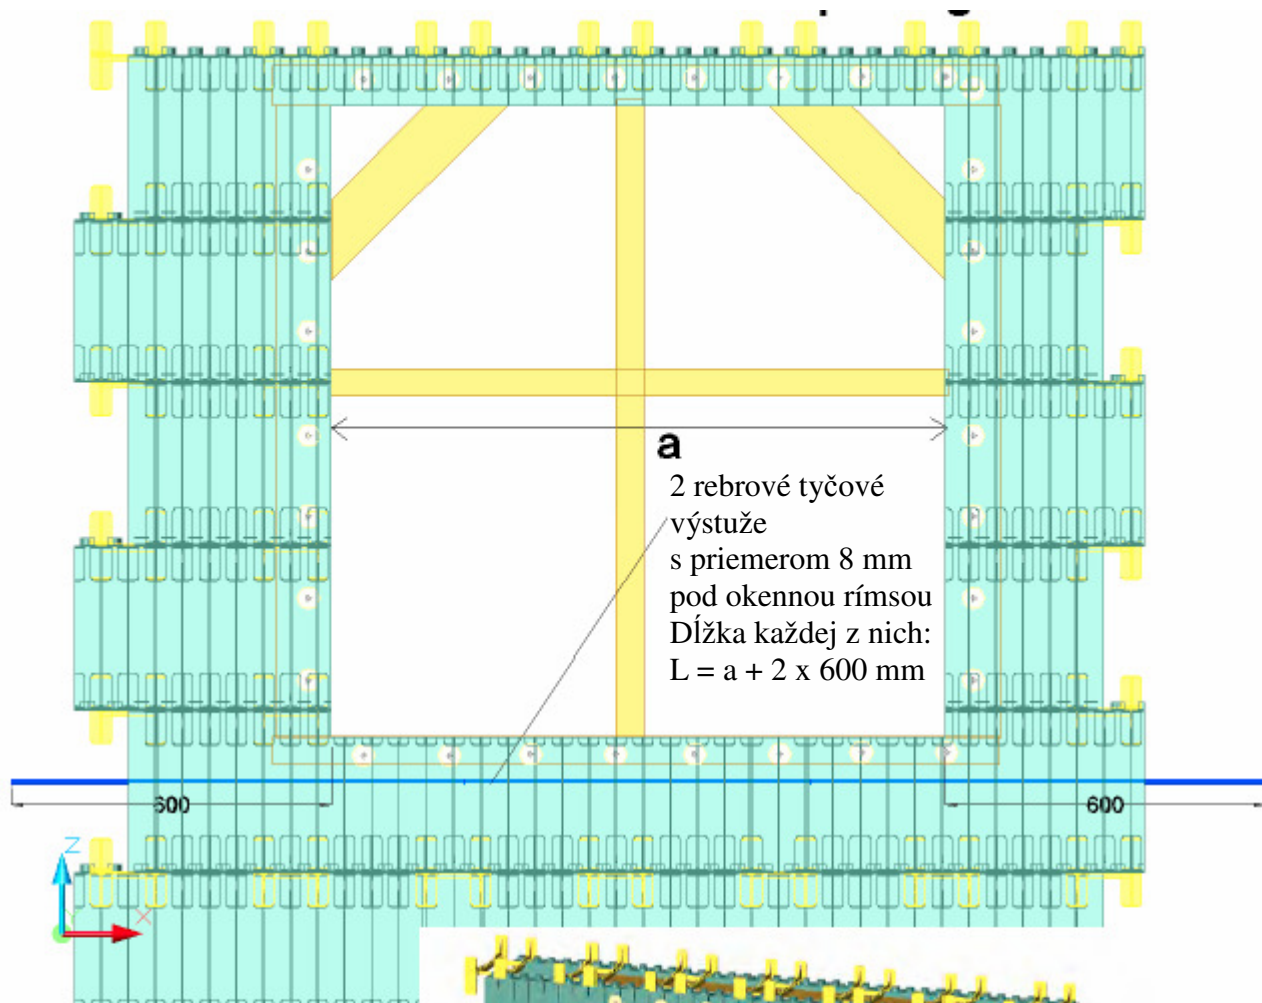 a
2 rebrové tyčové
výstuže
s priemerom 8 mm
pod okennou rímsou
Dĺžka každej z nich:
L = a + 2 x 600 mm
600
600
Z
X